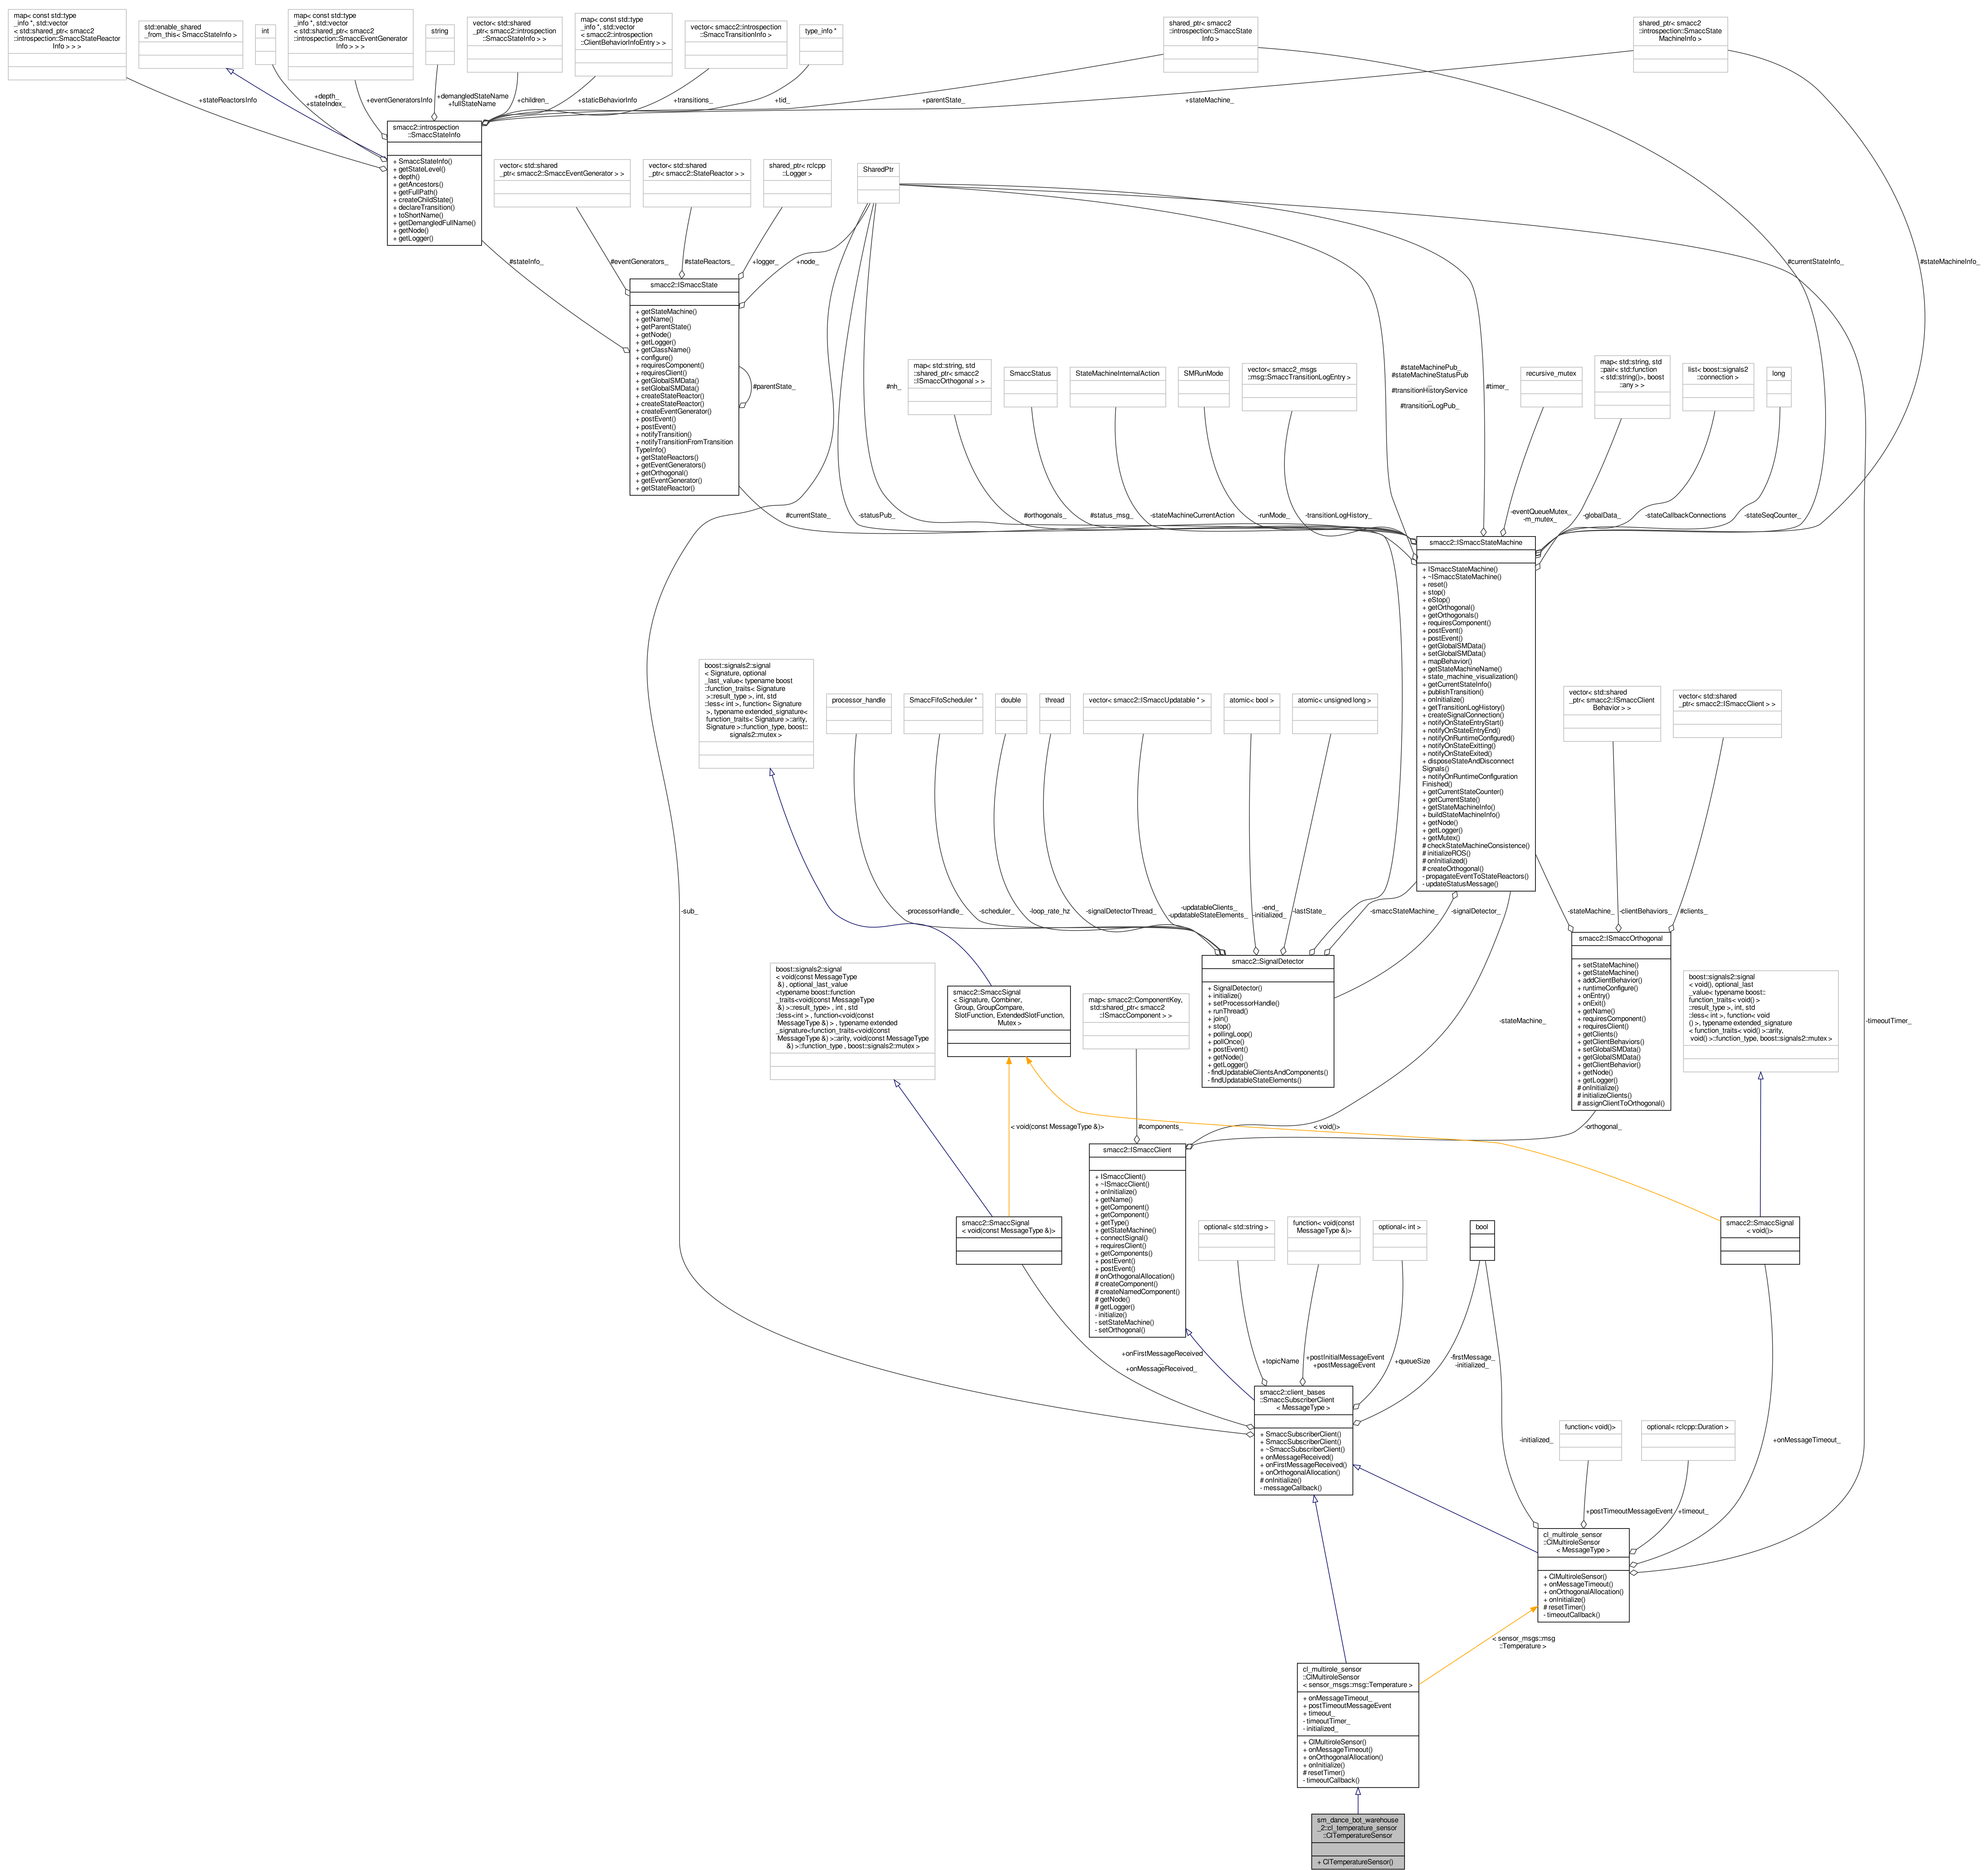 map< const std::type
_info *, std::vector
< std::shared_ptr< smacc2
::introspection::SmaccStateReactor
Info > > >
std::enable_shared
_from_this< SmaccStateInfo >
int
map< const std::type
_info *, std::vector
< std::shared_ptr< smacc2
::introspection::SmaccEventGenerator
Info > > >
string
vector< std::shared
_ptr< smacc2::introspection
::SmaccStateInfo > >
map< const std::type
_info *, std::vector
< smacc2::introspection
::ClientBehaviorInfoEntry > >
vector< smacc2::introspection
::SmaccTransitionInfo >
type_info *
shared_ptr< smacc2
::introspection::SmaccState
Info >
shared_ptr< smacc2
::introspection::SmaccState
MachineInfo >
+stateReactorsInfo
+depth_
+stateIndex_
+eventGeneratorsInfo
+demangledStateName
+fullStateName
+children_
+staticBehaviorInfo
+transitions_
+tid_
+parentState_
+stateMachine_
smacc2::introspection
::SmaccStateInfo
+ SmaccStateInfo()
+ getStateLevel()
+ depth()
+ getAncestors()
+ getFullPath()
+ createChildState()
+ declareTransition()
+ toShortName()
+ getDemangledFullName()
+ getNode()
+ getLogger()
vector< std::shared
_ptr< smacc2::SmaccEventGenerator > >
vector< std::shared
_ptr< smacc2::StateReactor > >
shared_ptr< rclcpp
::Logger >
SharedPtr
#stateInfo_
#eventGenerators_
#stateReactors_
+logger_
+node_
#currentStateInfo_
#stateMachineInfo_
smacc2::ISmaccState
+ getStateMachine()
+ getName()
+ getParentState()
+ getNode()
+ getLogger()
+ getClassName()
+ configure()
+ requiresComponent()
+ requiresClient()
+ getGlobalSMData()
+ setGlobalSMData()
+ createStateReactor()
+ createStateReactor()
+ createEventGenerator()
+ postEvent()
+ postEvent()
+ notifyTransition()
+ notifyTransitionFromTransition
TypeInfo()
+ getStateReactors()
+ getEventGenerators()
+ getOrthogonal()
+ getEventGenerator()
+ getStateReactor()
#parentState_
#nh_
map< std::string, std
::shared_ptr< smacc2
::ISmaccOrthogonal > >
SmaccStatus
StateMachineInternalAction
SMRunMode
vector< smacc2_msgs
::msg::SmaccTransitionLogEntry >
#stateMachinePub_
#stateMachineStatusPub
_
#transitionHistoryService
_
#transitionLogPub_
#timer_
recursive_mutex
map< std::string, std
::pair< std::function
< std::string()>, boost
::any > >
list< boost::signals2
::connection >
long
#currentState_
-statusPub_
#orthogonals_
#status_msg_
-stateMachineCurrentAction
-runMode_
-transitionLogHistory_
-eventQueueMutex_
-m_mutex_
-globalData_
-stateCallbackConnections
-stateSeqCounter_
smacc2::ISmaccStateMachine
+ ISmaccStateMachine()
+ ~ISmaccStateMachine()
+ reset()
+ stop()
+ eStop()
+ getOrthogonal()
+ getOrthogonals()
+ requiresComponent()
+ postEvent()
+ postEvent()
+ getGlobalSMData()
+ setGlobalSMData()
+ mapBehavior()
+ getStateMachineName()
+ state_machine_visualization()
+ getCurrentStateInfo()
+ publishTransition()
+ onInitialize()
+ getTransitionLogHistory()
+ createSignalConnection()
+ notifyOnStateEntryStart()
+ notifyOnStateEntryEnd()
+ notifyOnRuntimeConfigured()
+ notifyOnStateExitting()
+ notifyOnStateExited()
+ disposeStateAndDisconnect
Signals()
+ notifyOnRuntimeConfiguration
Finished()
+ getCurrentStateCounter()
+ getCurrentState()
+ getStateMachineInfo()
+ buildStateMachineInfo()
+ getNode()
+ getLogger()
+ getMutex()
# checkStateMachineConsistence()
# initializeROS()
# onInitialized()
# createOrthogonal()
- propagateEventToStateReactors()
- updateStatusMessage()
boost::signals2::signal
< Signature, optional
_last_value< typename boost
::function_traits< Signature
>::result_type >, int, std
::less< int >, function< Signature
>, typename extended_signature<
function_traits< Signature >::arity,
Signature >::function_type, boost::
signals2::mutex >
processor_handle
SmaccFifoScheduler *
double
thread
vector< smacc2::ISmaccUpdatable * >
atomic< bool >
atomic< unsigned long >
vector< std::shared
_ptr< smacc2::ISmaccClient
Behavior > >
vector< std::shared
_ptr< smacc2::ISmaccClient > >
-sub_
-processorHandle_
-scheduler_
-loop_rate_hz
-signalDetectorThread_
-updatableClients_
-updatableStateElements_
-end_
-initialized_
-lastState_
-smaccStateMachine_
-signalDetector_
-stateMachine_
-clientBehaviors_
#clients_
smacc2::SignalDetector
+ SignalDetector()
+ initialize()
+ setProcessorHandle()
+ runThread()
+ join()
+ stop()
+ pollingLoop()
+ pollOnce()
+ postEvent()
+ getNode()
+ getLogger()
- findUpdatableClientsAndComponents()
- findUpdatableStateElements()
smacc2::ISmaccOrthogonal
+ setStateMachine()
+ getStateMachine()
+ addClientBehavior()
+ runtimeConfigure()
+ onEntry()
+ onExit()
+ getName()
+ requiresComponent()
+ requiresClient()
+ getClients()
+ getClientBehaviors()
+ setGlobalSMData()
+ getGlobalSMData()
+ getClientBehavior()
+ getNode()
+ getLogger()
# onInitialize()
# initializeClients()
# assignClientToOrthogonal()
boost::signals2::signal
< void(const MessageType
&) , optional_last_value
<typename boost::function
_traits<void(const MessageType
&) >::result_type> , int , std
::less<int > , function<void(const
MessageType &) > , typename extended
_signature<function_traits<void(const
MessageType &) >::arity, void(const MessageType
&) >::function_type , boost::signals2::mutex >
smacc2::SmaccSignal
< Signature, Combiner,
Group, GroupCompare,
SlotFunction, ExtendedSlotFunction,
Mutex >
map< smacc2::ComponentKey,
std::shared_ptr< smacc2
::ISmaccComponent > >
boost::signals2::signal
< void(), optional_last
_value< typename boost::
function_traits< void() >
::result_type >, int, std
::less< int >, function< void
() >, typename extended_signature
< function_traits< void() >::arity,
void() >::function_type, boost::signals2::mutex >
-stateMachine_
-timeoutTimer_
< void(const MessageType &)>
#components_
< void()>
-orthogonal_
smacc2::ISmaccClient
+ ISmaccClient()
+ ~ISmaccClient()
+ onInitialize()
+ getName()
+ getComponent()
+ getComponent()
+ getType()
+ getStateMachine()
+ connectSignal()
+ requiresClient()
+ getComponents()
+ postEvent()
+ postEvent()
# onOrthogonalAllocation()
# createComponent()
# createNamedComponent()
# getNode()
# getLogger()
- initialize()
- setStateMachine()
- setOrthogonal()
smacc2::SmaccSignal
< void(const MessageType &)>
optional< std::string >
function< void(const
MessageType &)>
optional< int >
bool
smacc2::SmaccSignal
< void()>
+onFirstMessageReceived
_
+onMessageReceived_
+topicName
+postInitialMessageEvent
+postMessageEvent
+queueSize
-firstMessage_
-initialized_
smacc2::client_bases
::SmaccSubscriberClient
< MessageType >
+ SmaccSubscriberClient()
+ SmaccSubscriberClient()
+ ~SmaccSubscriberClient()
+ onMessageReceived()
+ onFirstMessageReceived()
+ onOrthogonalAllocation()
# onInitialize()
- messageCallback()
function< void()>
optional< rclcpp::Duration >
-initialized_
+onMessageTimeout_
+postTimeoutMessageEvent
+timeout_
cl_multirole_sensor
::ClMultiroleSensor
< MessageType >
+ ClMultiroleSensor()
+ onMessageTimeout()
+ onOrthogonalAllocation()
+ onInitialize()
# resetTimer()
- timeoutCallback()
< sensor_msgs::msg
::Temperature >
cl_multirole_sensor
::ClMultiroleSensor
< sensor_msgs::msg::Temperature >
+ onMessageTimeout_
+ postTimeoutMessageEvent
+ timeout_
- timeoutTimer_
- initialized_
+ ClMultiroleSensor()
+ onMessageTimeout()
+ onOrthogonalAllocation()
+ onInitialize()
# resetTimer()
- timeoutCallback()
sm_dance_bot_warehouse
_2::cl_temperature_sensor
::ClTemperatureSensor
+ ClTemperatureSensor()